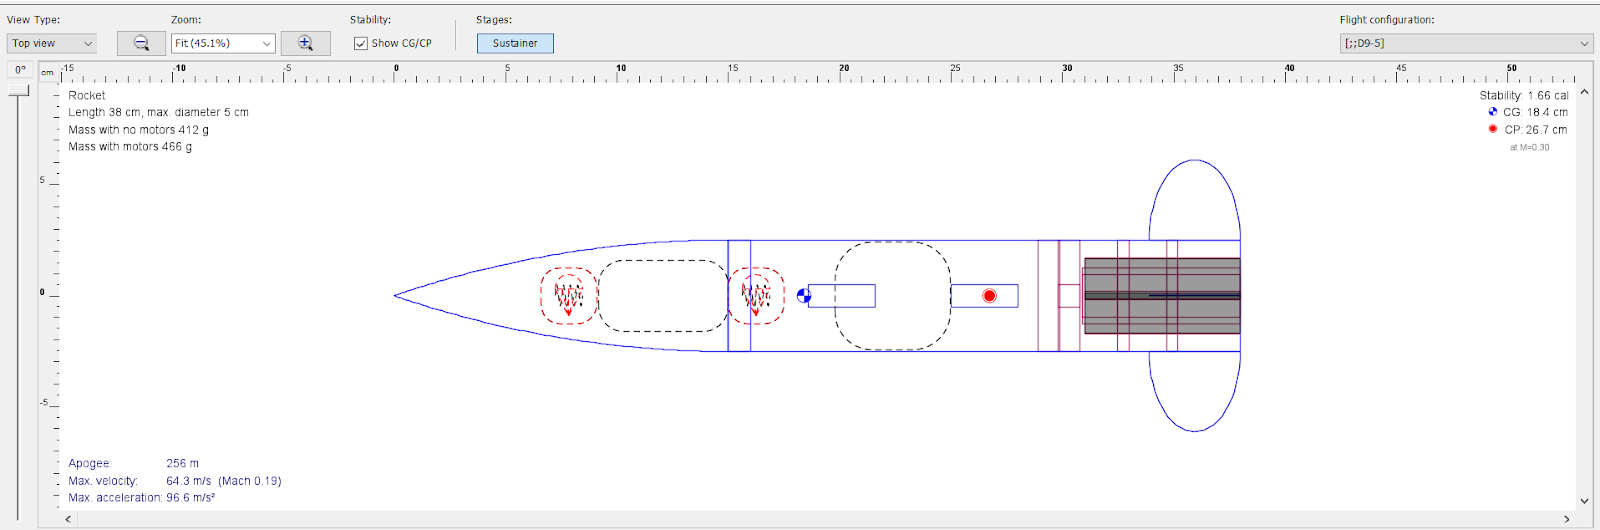 View Type:
Zoom:
Stability:
Stages:
Flight configuration:
Top view
Fit (45.1%)
Show CG/CP
Sustainer
[;;D9-5]
0°
cm
-15
-10
-5
0
5
10
15
20
25
30
35
40
45
50
5
0
-5
Rocket
Length 38 cm, max. diameter 5 cm
Mass with no motors 412 g
Mass with motors 466 g
Stability: 1.66 cal
CG: 18.4 cm
CP: 26.7 cm
at M=0.30
Apogee: 256 m
Max. velocity: 64.3 m/s (Mach 0.19)
Max. acceleration: 96.6 m/s²